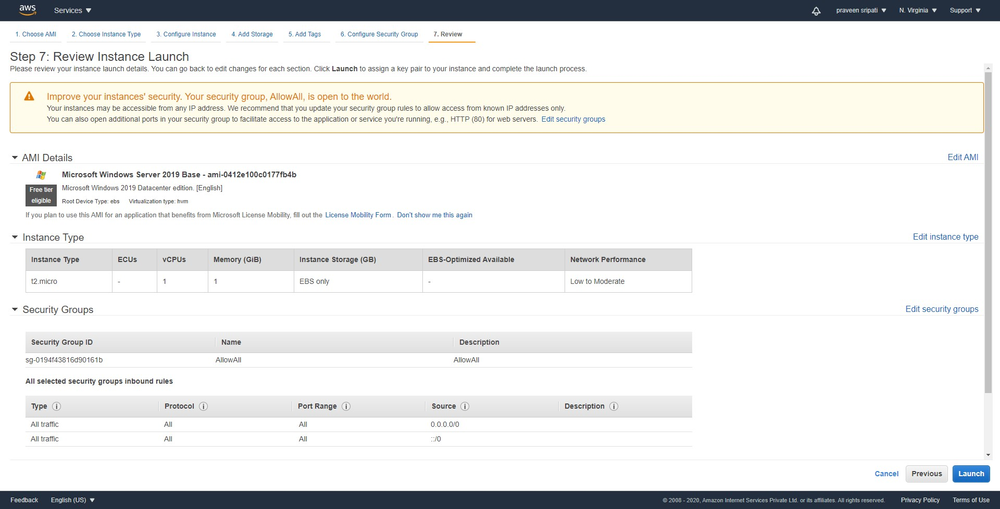 aws
Services
praveen sripati
N. Virginia
Support
1. Choose AMI
2. Choose Instance Type
3. Configure Instance
4. Add Storage
5. Add Tags
6. Configure Security Group
7. Review
Step 7: Review Instance Launch
Please review your instance launch details. You can go back to edit changes for each section. Click Launch to assign a key pair to your instance and complete the launch process.
Improve your instances' security. Your security group, AllowAll, is open to the world.
Your instances may be accessible from any IP address. We recommend that you update your security group rules to allow access from known IP addresses only.
You can also open additional ports in your security group to facilitate access to the application or service you're running, e.g., HTTP (80) for web servers. Edit security groups
AMI Details
Edit AMI
Microsoft Windows Server 2019 Base - ami-0412e100c0177fb4b
Free tier
eligible
Microsoft Windows 2019 Datacenter edition. [English]
Root Device Type: ebs Virtualization type: hvm
If you plan to use this AMI for an application that benefits from Microsoft License Mobility, fill out the License Mobility Form. Don't show me this again
Instance Type
Edit instance type
Instance Type ECUs vCPUs Memory (GiB) Instance Storage (GB) EBS-Optimized Available Network Performance
t2.micro - 1 1 EBS only - Low to Moderate
Security Groups
Edit security groups
Security Group ID Name Description
sg-0194f43816d90161b AllowAll AllowAll
All selected security groups inbound rules
Type i Protocol i Port Range i Source i Description i
All traffic All All 0.0.0.0/0
All traffic All All ::/0
Cancel
Previous
Launch
Feedback
English (US)
© 2008 - 2020, Amazon Internet Services Private Ltd. or its affiliates. All rights reserved.
Privacy Policy
Terms of Use